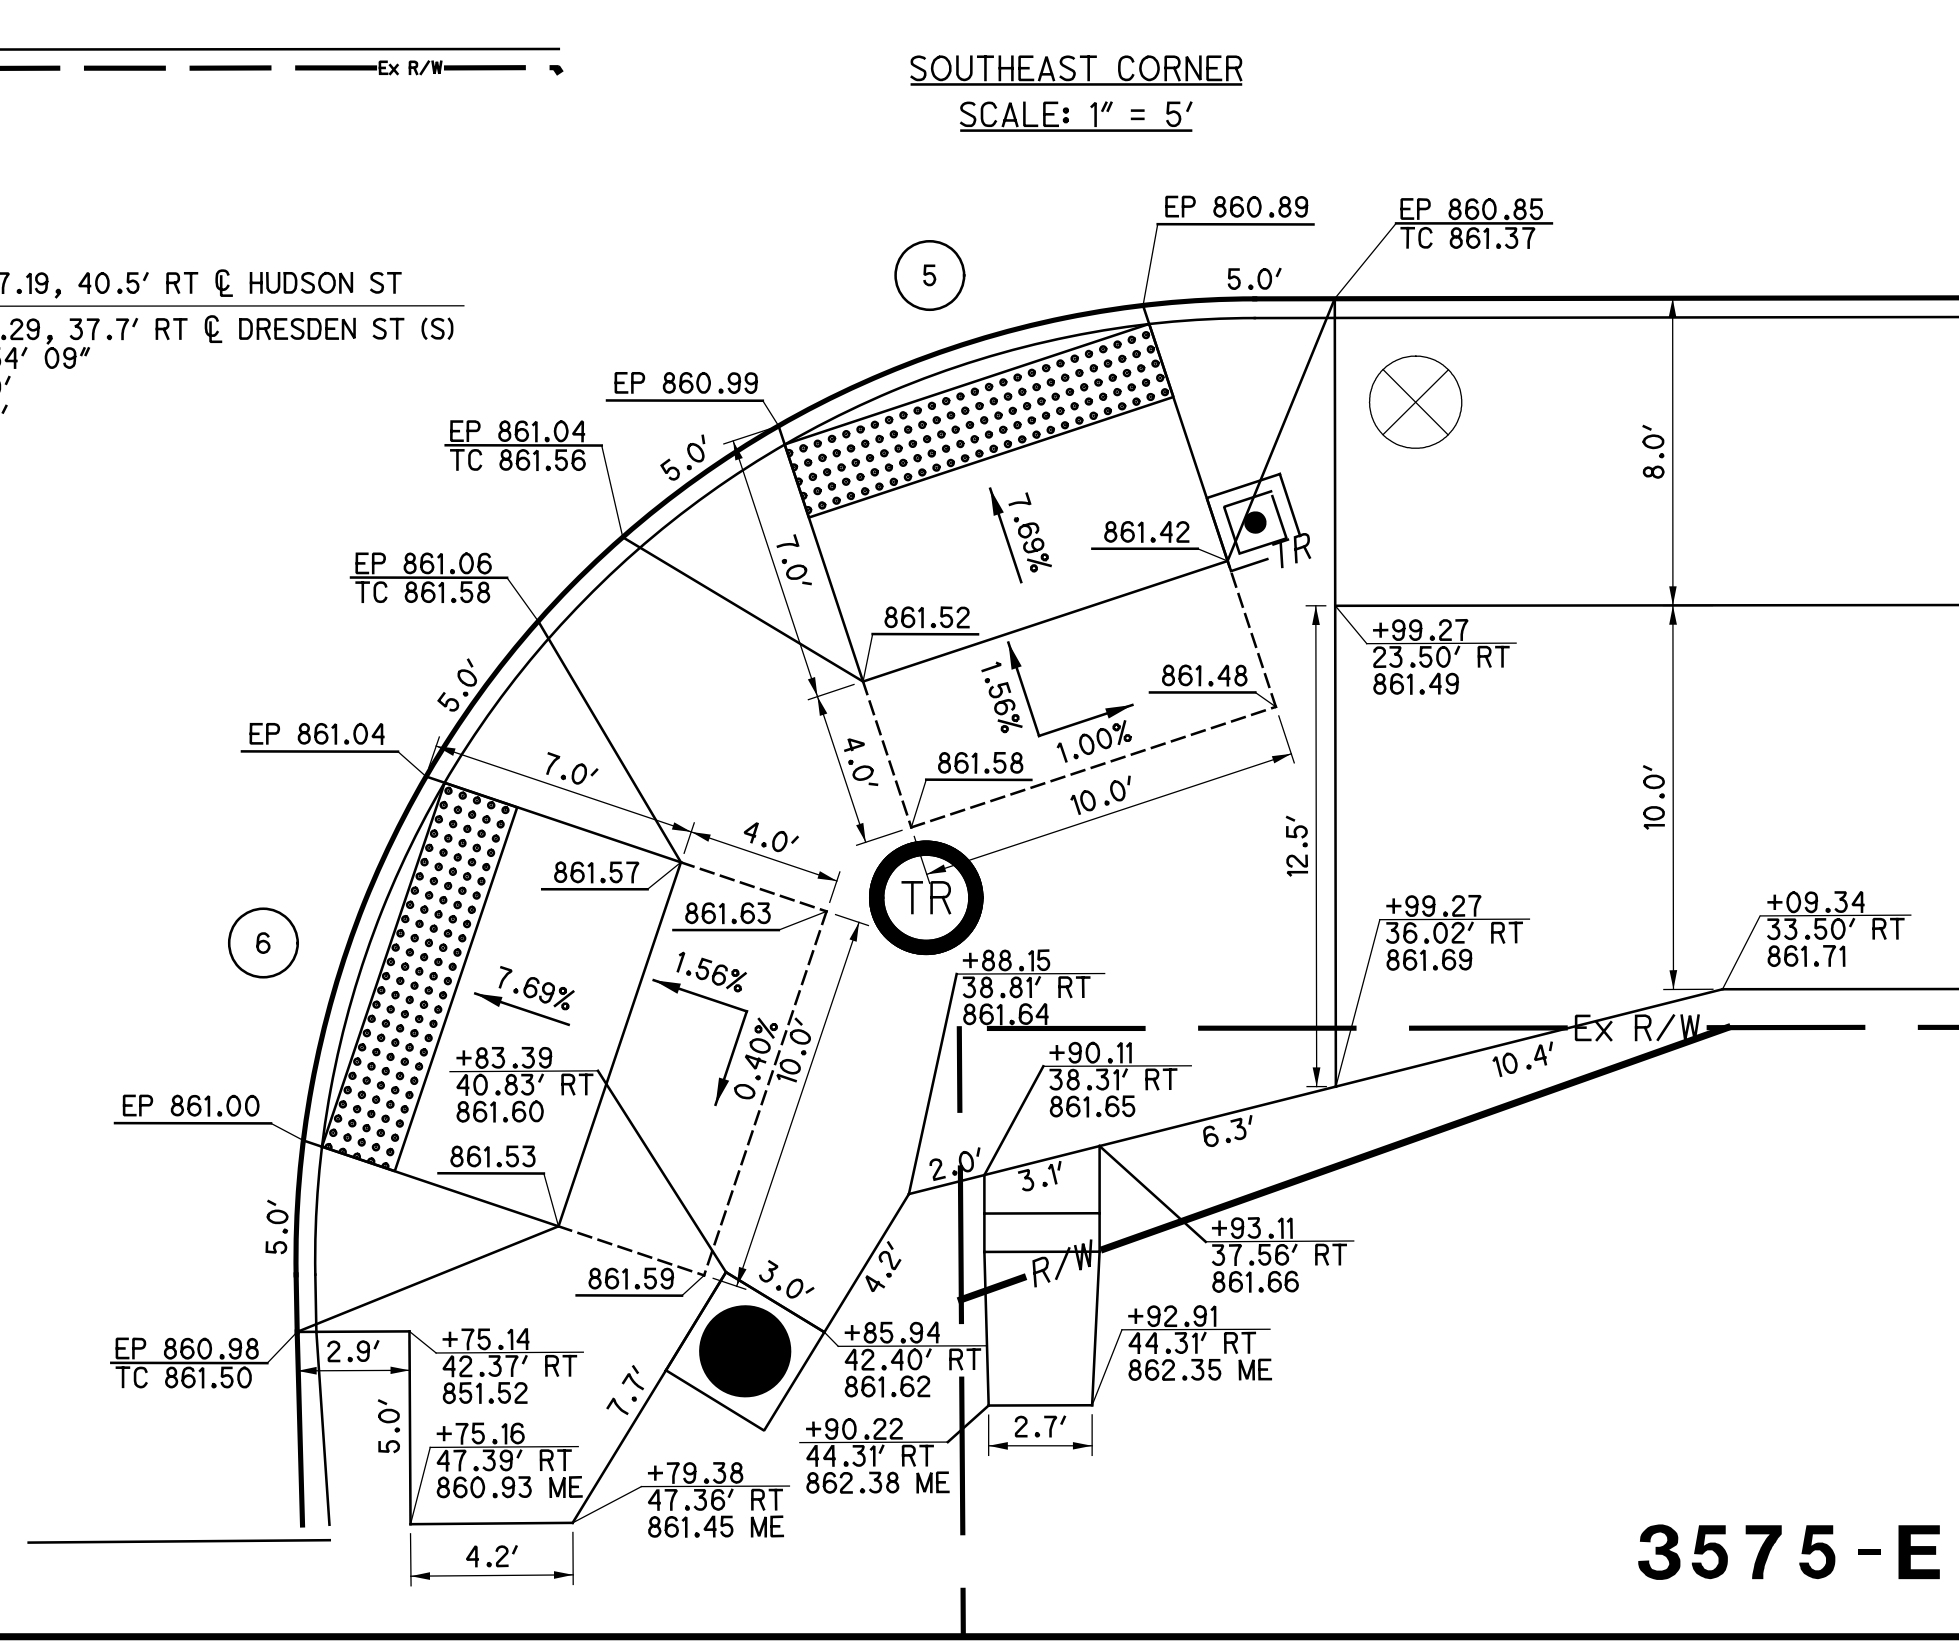 Ex R/W
SOUTHEAST CORNER
SCALE: 1" = 5'
7.19, 40.5' RT ℄ HUDSON ST
.29, 37.7' RT ℄ DRESDEN ST (S)
54' 09"
EP 860.89
EP 860.85
TC 861.37
5
5.0'
EP 860.99
EP 861.04
TC 861.56
5.0'
8.0'
EP 861.06
TC 861.58
7.0'
7.69%
861.42
TR
861.52
+99.27
23.50' RT
861.49
5.0'
1.56%
861.48
EP 861.04
7.0'
4.0'
861.58
1.00%
10.0'
10.0'
4.0'
12.5'
861.57
861.63
TR
6
+99.27
36.02' RT
861.69
+09.34
33.50' RT
861.71
7.69%
1.56%
0.40%
10.0'
+88.15
38.81' RT
861.64
Ex R/W
10.4'
+83.39
40.83' RT
861.60
+90.11
38.31' RT
861.65
EP 861.00
6.3'
861.53
2.0'
3.1'
5.0'
+93.11
37.56' RT
861.66
R/W
861.59
3.0'
4.2'
EP 860.98
TC 861.50
2.9'
+75.14
42.37' RT
851.52
+85.94
42.40' RT
861.62
+92.91
44.31' RT
862.35 ME
7.7'
5.0'
+75.16
47.39' RT
860.93 ME
+90.22
44.31' RT
862.38 ME
2.7'
+79.38
47.36' RT
861.45 ME
4.2'
3575-E